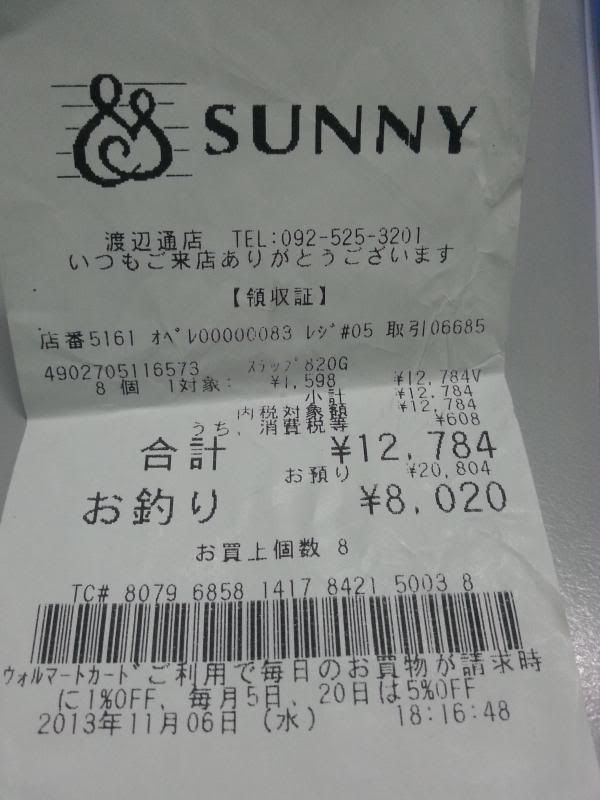 SUNNY
渡辺通店 TEL:092-525-3201
いつもご来店ありがとうございます
【領収証】
店番5161 ｵﾍﾟﾚ00000083 ﾚｼﾞ#05 取引06685
4902705116573 ｽﾃｯﾌﾟ820G
8 個 1対象: ¥1,598 ¥12,784V
小計 ¥12,784
内税対象額 ¥12,784
うち、消費税等 ¥608
合計 ¥12,784
お預り ¥20,804
お釣り ¥8,020
お買上個数 8
TC# 8079 6858 1417 8421 5003 8
ｳｫﾙﾏｰﾄｶｰﾄﾞご利用で毎日のお買物が請求時
に1%OFF、毎月5日、20日は5%OFF
2013年11月06日 (水) 18:16:48